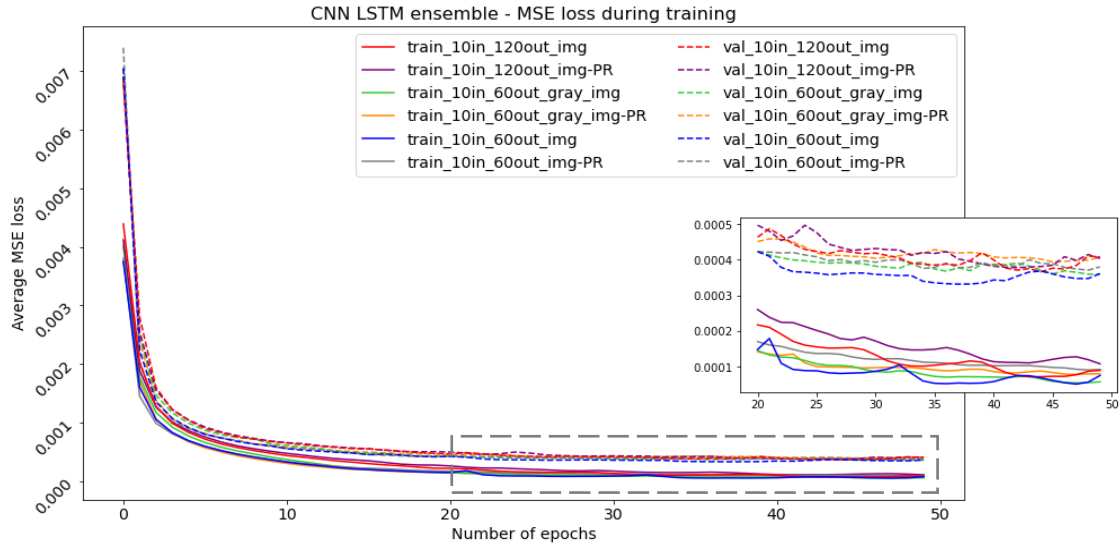 CNN LSTM ensemble - MSE loss during training
train_10in_120out_img
train_10in_120out_img-PR
train_10in_60out_gray_img
train_10in_60out_gray_img-PR
train_10in_60out_img
train_10in_60out_img-PR
val_10in_120out_img
val_10in_120out_img-PR
val_10in_60out_gray_img
val_10in_60out_gray_img-PR
val_10in_60out_img
val_10in_60out_img-PR
Average MSE loss
0.007
0.006
0.005
0.004
0.003
0.002
0.001
0.000
0.0005
0.0004
0.0003
0.0002
0.0001
20 25 30 35 40 45 50
0 10 20 30 40 50
Number of epochs